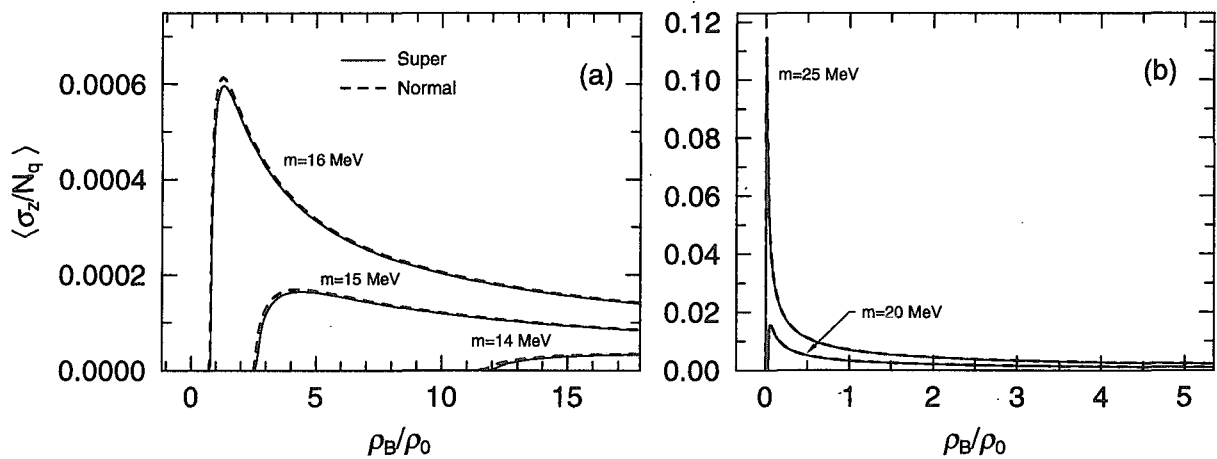 Super
Normal
(a)
(b)
⟨σz/Nq⟩
0.0006
0.0004
0.0002
0.0000
m=16 MeV
m=15 MeV
m=14 MeV
0 5 10 15
ρB/ρ0
0.12
0.10
0.08
0.06
0.04
0.02
0.00
m=25 MeV
m=20 MeV
0 1 2 3 4 5
ρB/ρ0